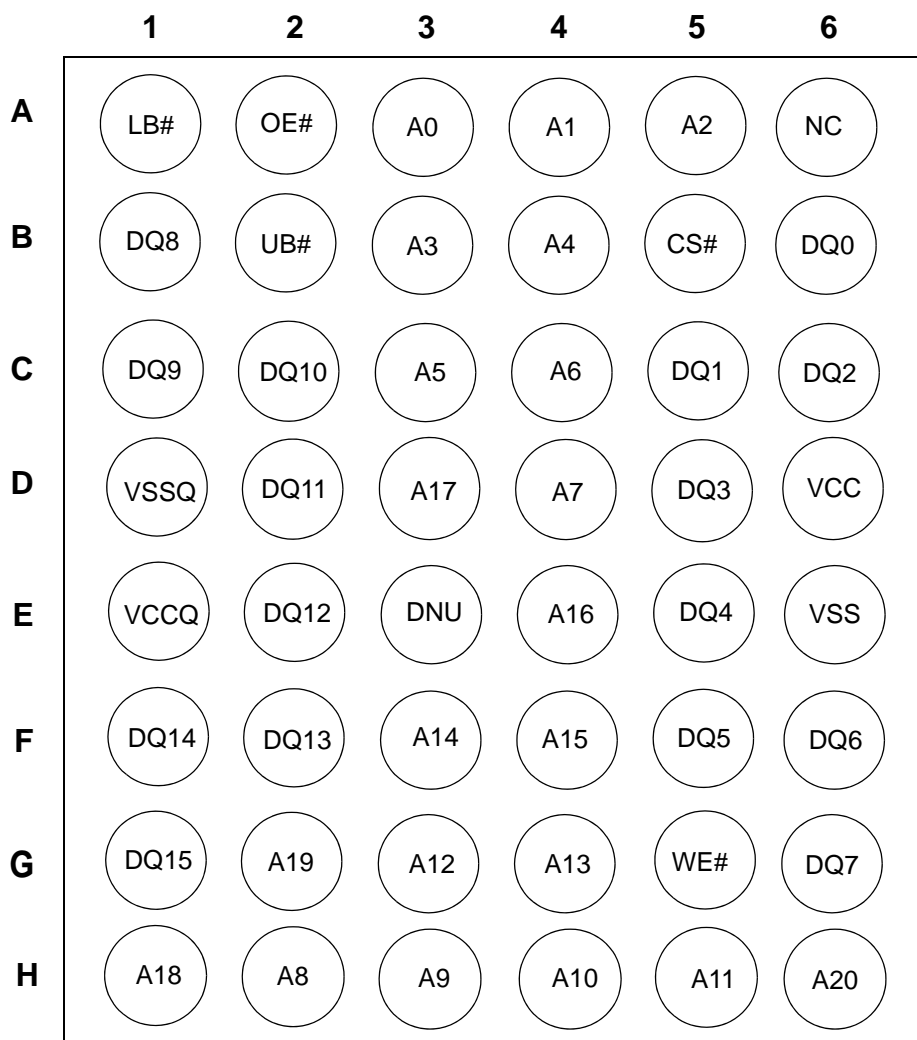 1 2 3 4 5 6
A LB# OE# A0 A1 A2 NC
B DQ8 UB# A3 A4 CS# DQ0
C DQ9 DQ10 A5 A6 DQ1 DQ2
D VSSQ DQ11 A17 A7 DQ3 VCC
E VCCQ DQ12 DNU A16 DQ4 VSS
F DQ14 DQ13 A14 A15 DQ5 DQ6
G DQ15 A19 A12 A13 WE# DQ7
H A18 A8 A9 A10 A11 A20